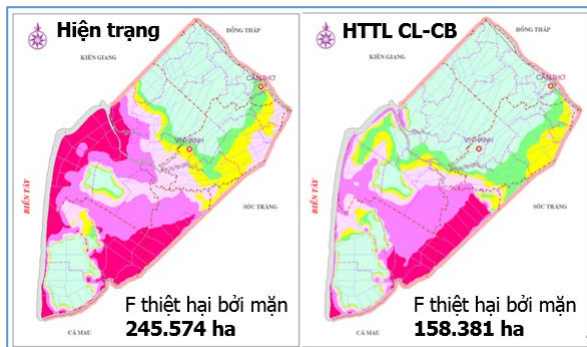 Hiện trạng
ĐỒNG THÁP
KIÊN GIANG
CẦN THƠ
VỊ THANH
BIỂN TÂY
SÓC TRĂNG
F thiệt hại bởi mặn
245.574 ha
CÀ MAU
HTTL CL-CB
ĐỒNG THÁP
KIÊN GIANG
CẦN THƠ
VỊ THANH
BIỂN TÂY
SÓC TRĂNG
F thiệt hại bởi mặn
158.381 ha
CÀ MAU